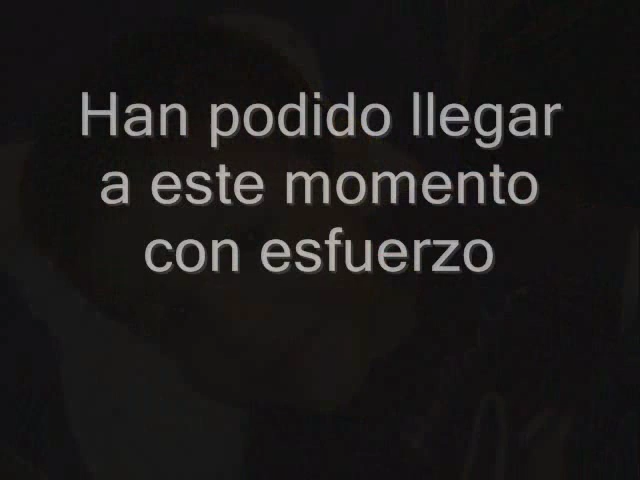 Han podido llegar
a este momento
con esfuerzo